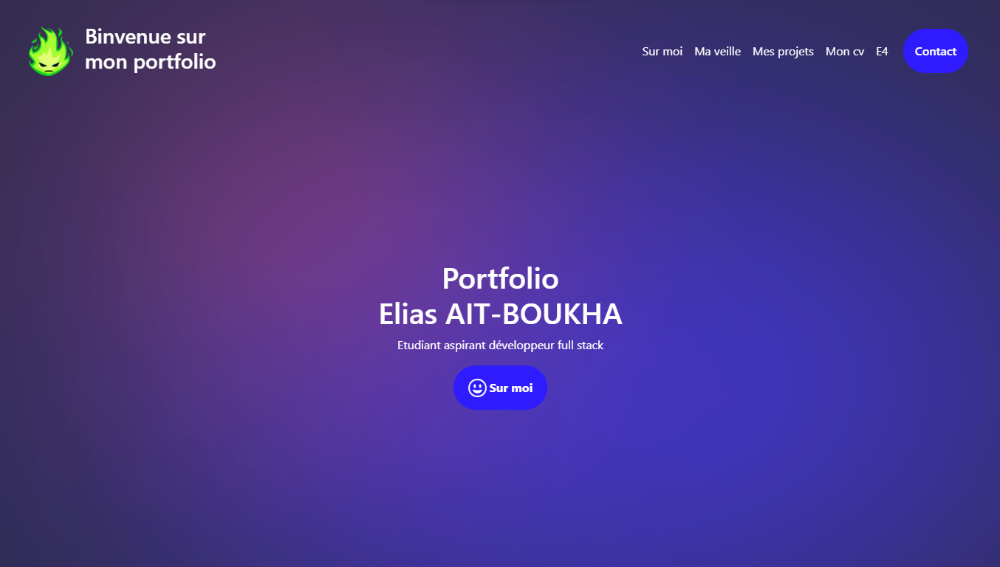 Binvenue sur
mon portfolio
Sur moi Ma veille Mes projets Mon cv E4 Contact
Portfolio
Elias AIT-BOUKHA
Etudiant aspirant développeur full stack
Sur moi